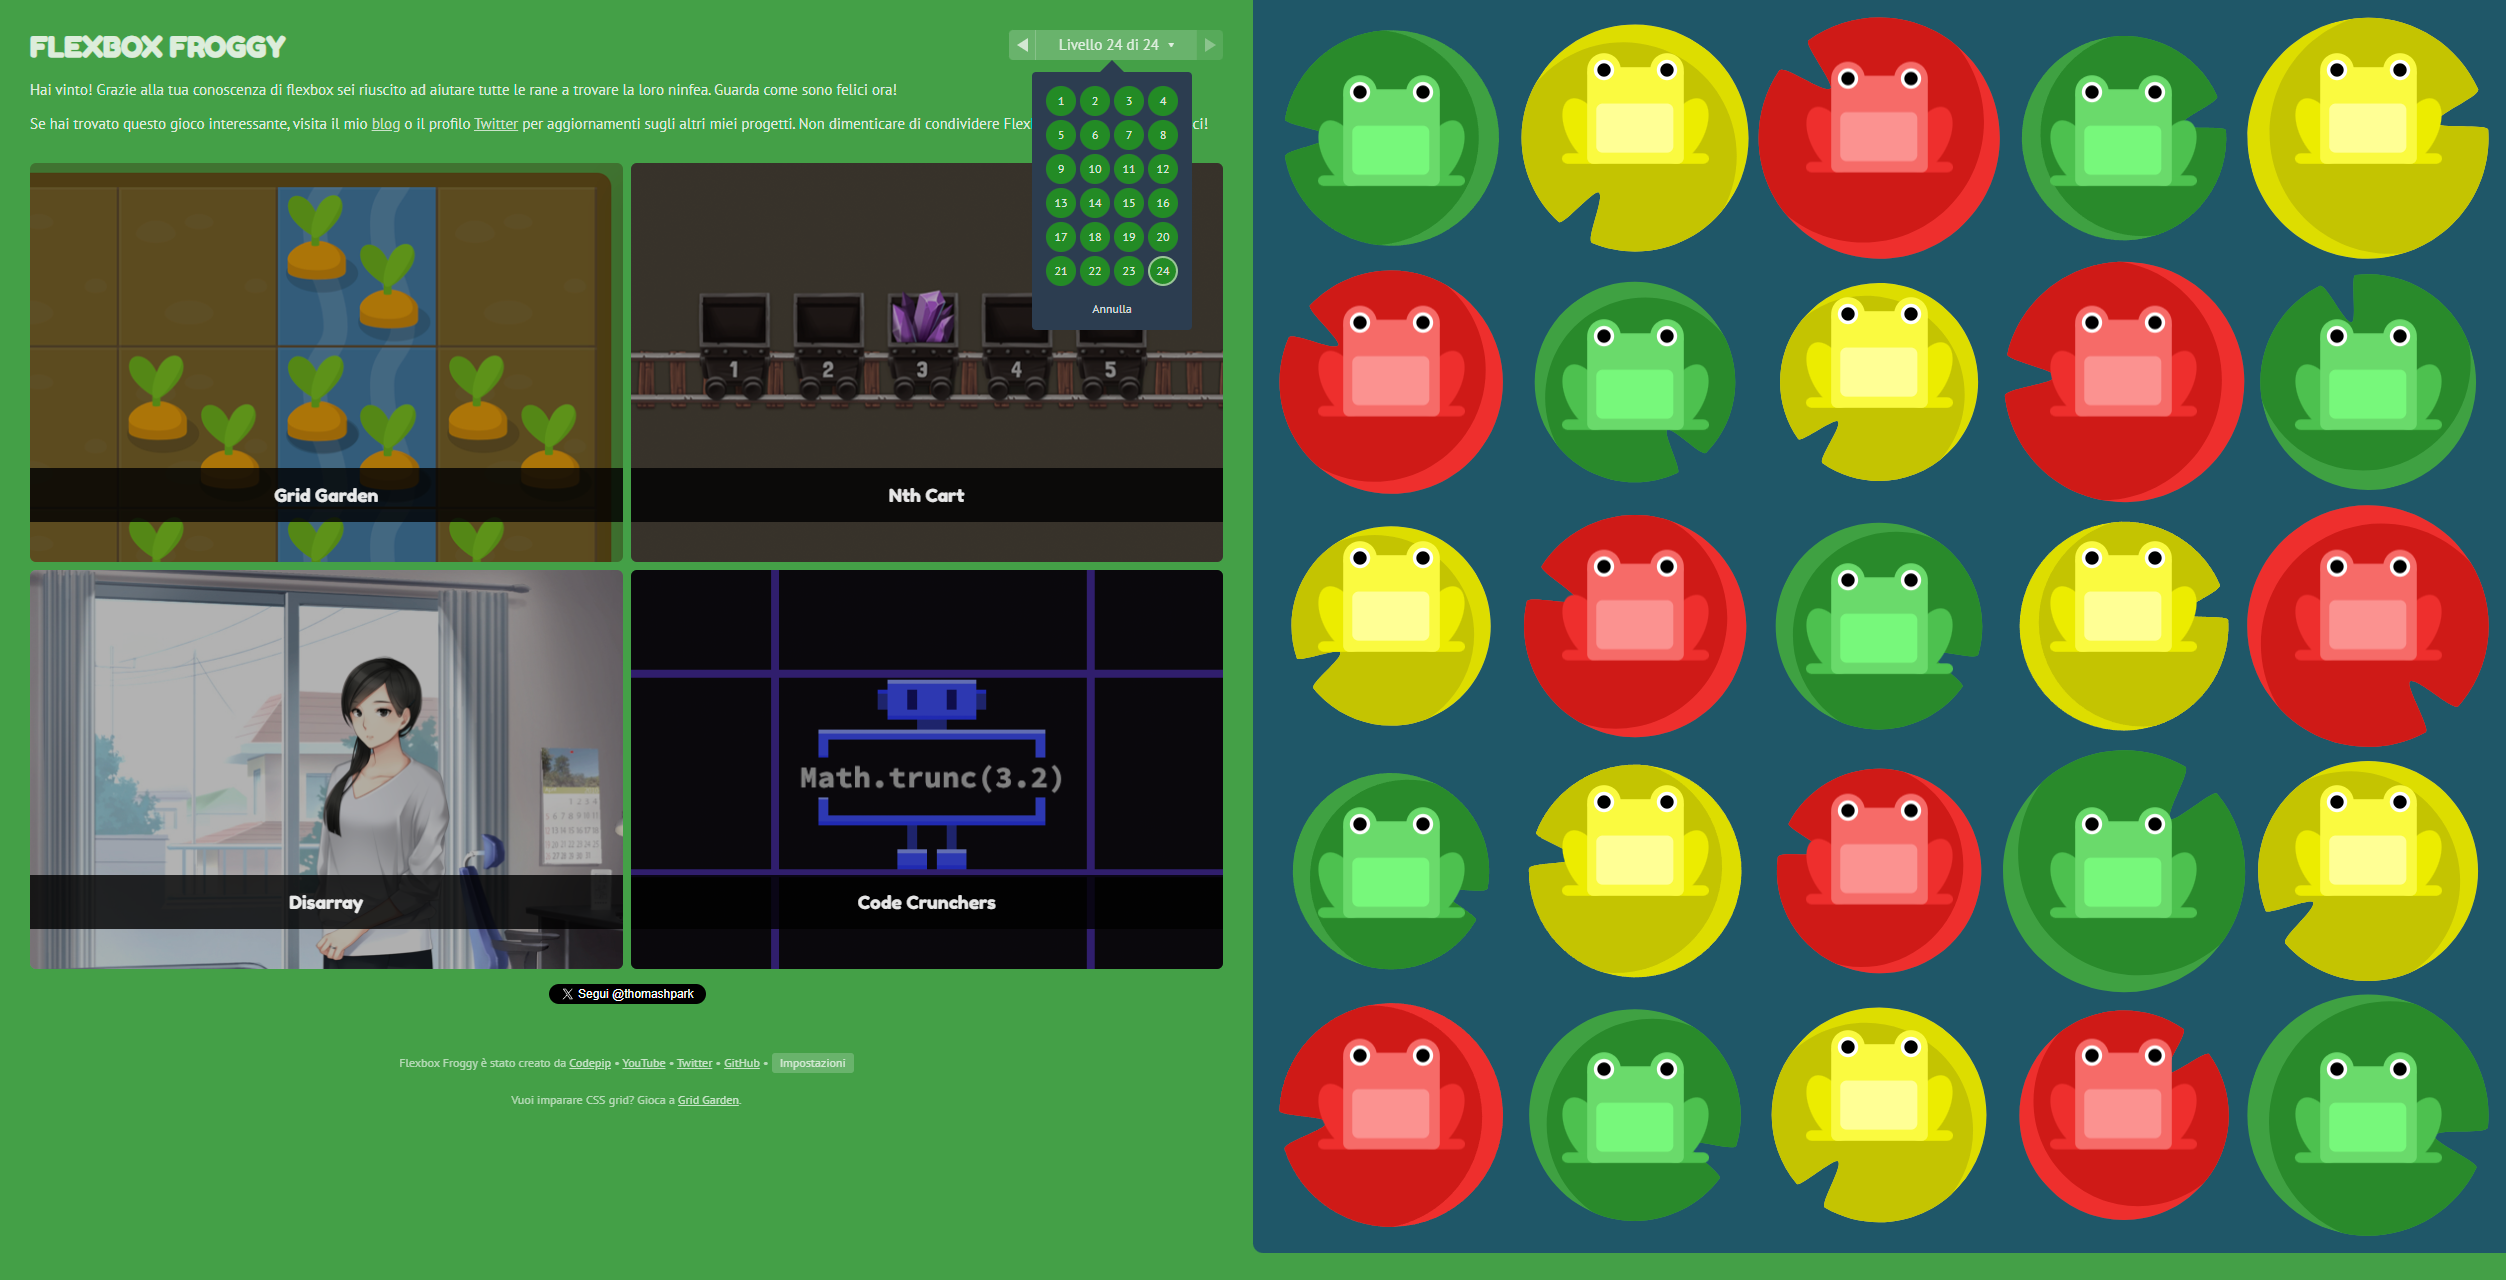 FLEXBOX FROGGY
Livello 24 di 24
Hai vinto! Grazie alla tua conoscenza di flexbox sei riuscito ad aiutare tutte le rane a trovare la loro ninfea. Guarda come sono felici ora!
Se hai trovato questo gioco interessante, visita il mio blog o il profilo Twitter per aggiornamenti sugli altri miei progetti. Non dimenticare di condividere Flex ci!
1 2 3 4
5 6 7 8
9 10 11 12
13 14 15 16
17 18 19 20
21 22 23 24
Annulla
1 2 3 4 5
Grid Garden
Nth Cart
Math.trunc(3.2)
Disarray
Code Crunchers
X Segui @thomashpark
Flexbox Froggy è stato creato da Codepip • YouTube • Twitter • GitHub • Impostazioni
Vuoi imparare CSS grid? Gioca a Grid Garden.